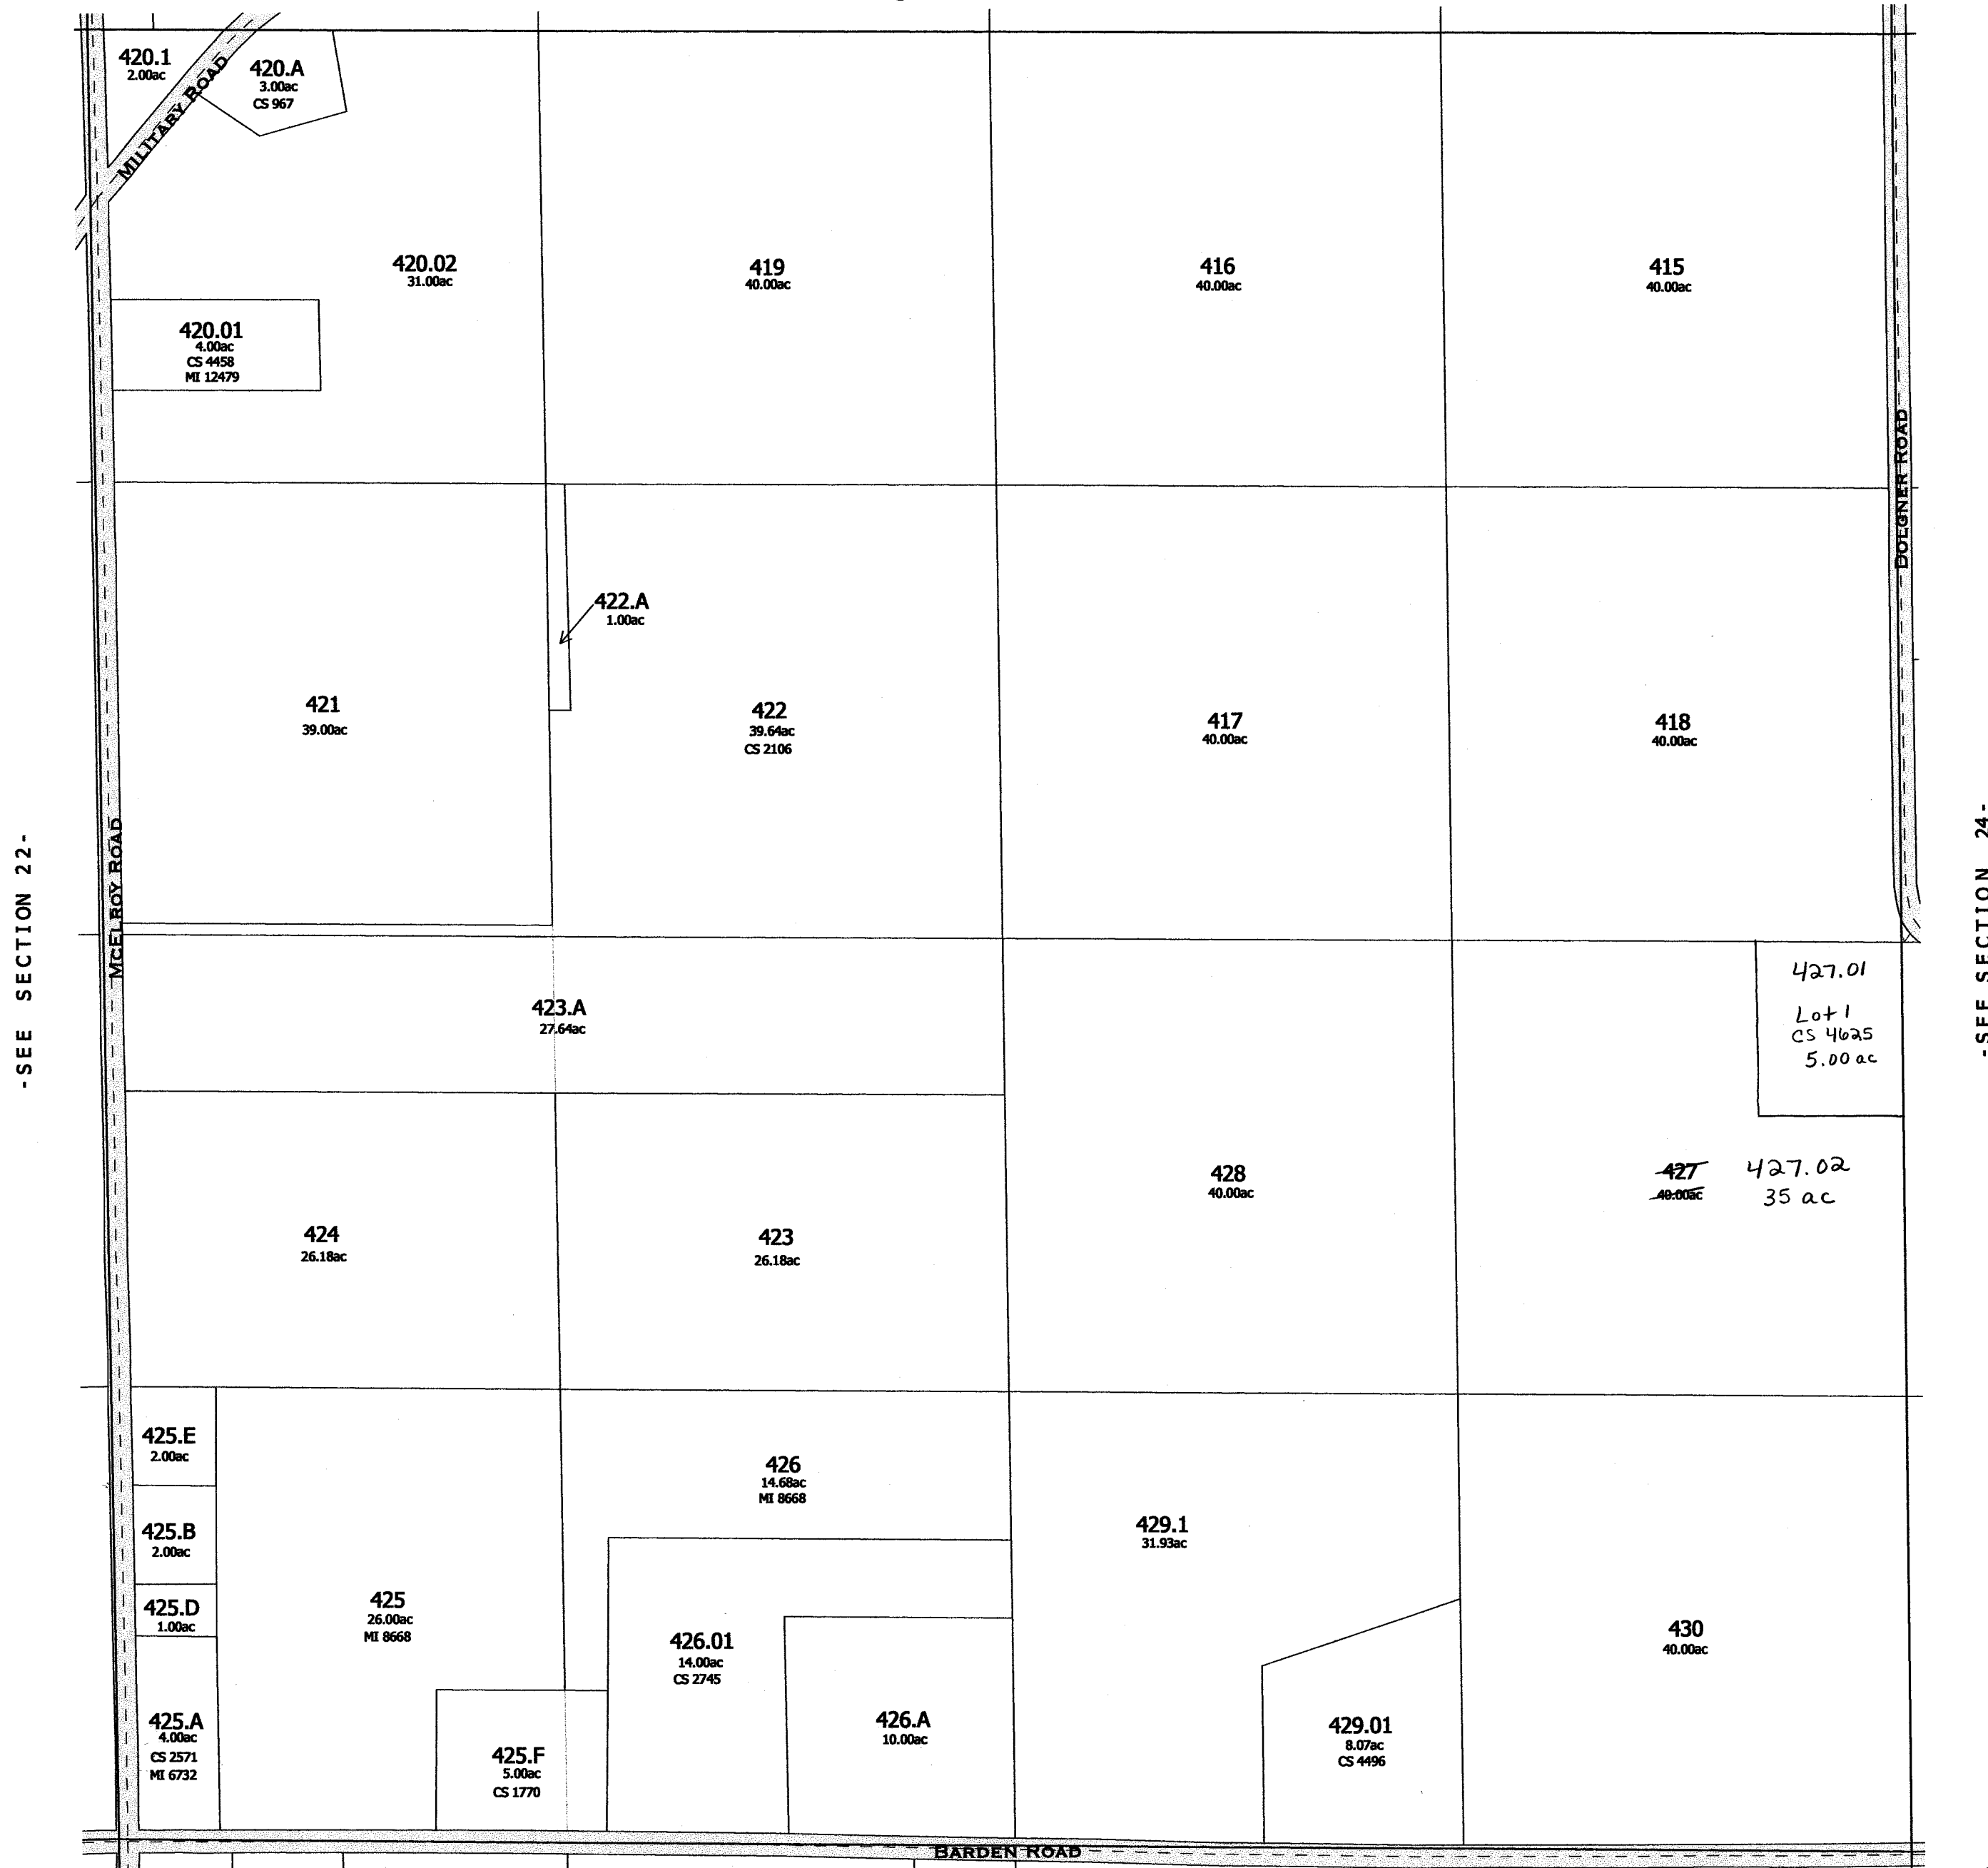 420.1
2.00ac
MILITARY ROAD
420.A
3.00ac
CS 967
420.02
31.00ac
419
40.00ac
416
40.00ac
415
40.00ac
420.01
4.00ac
CS 4458
MI 12479
DOLGNER ROAD
422.A
1.00ac
421
39.00ac
422
39.64ac
CS 2106
417
40.00ac
418
40.00ac
-SEE SECTION 22-
MCELROY ROAD
-SEE SECTION 24-
423.A
27.64ac
427.01
Lot 1
CS 4625
5.00 ac
428
40.00ac
427
40.00ac
427.02
35 ac
424
26.18ac
423
26.18ac
425.E
2.00ac
426
14.68ac
MI 8668
425.B
2.00ac
429.1
31.93ac
425.D
1.00ac
425
26.00ac
MI 8668
426.01
14.00ac
CS 2745
430
40.00ac
425.A
4.00ac
CS 2571
MI 6732
425.F
5.00ac
CS 1770
426.A
10.00ac
429.01
8.07ac
CS 4496
BARDEN ROAD